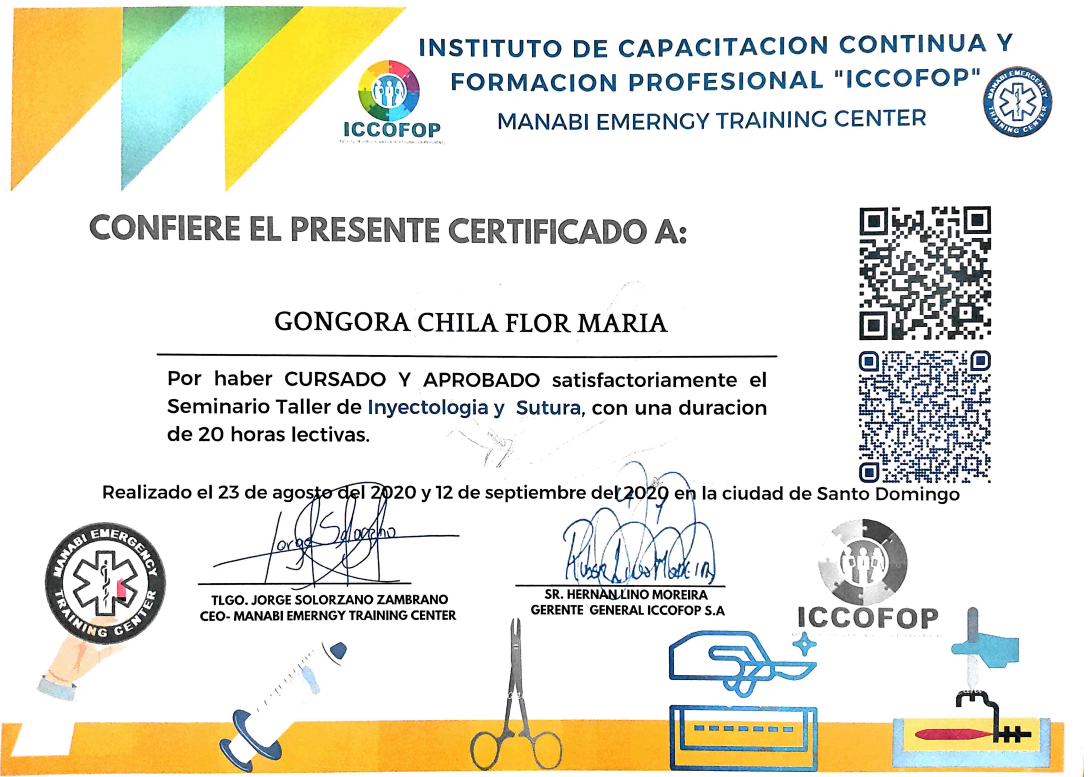 INSTITUTO DE CAPACITACION CONTINUA Y
FORMACION PROFESIONAL "ICCOFOP"
MANABI EMERNGY TRAINING CENTER
ICCOFOP
MANABI EMERGENCY TRAINING CENTER
CONFIERE EL PRESENTE CERTIFICADO A:
GONGORA CHILA FLOR MARIA
Por haber CURSADO Y APROBADO satisfactoriamente el
Seminario Taller de Inyectologia y Sutura, con una duracion
de 20 horas lectivas.
Realizado el 23 de agosto del 2020 y 12 de septiembre del 2020 en la ciudad de Santo Domingo
MANABI EMERGENCY TRAINING CENTER
Jorge Solorzano
TLGO. JORGE SOLORZANO ZAMBRANO
CEO- MANABI EMERNGY TRAINING CENTER
SR. HERNAN LINO MOREIRA
GERENTE GENERAL ICCOFOP S.A
ICCOFOP